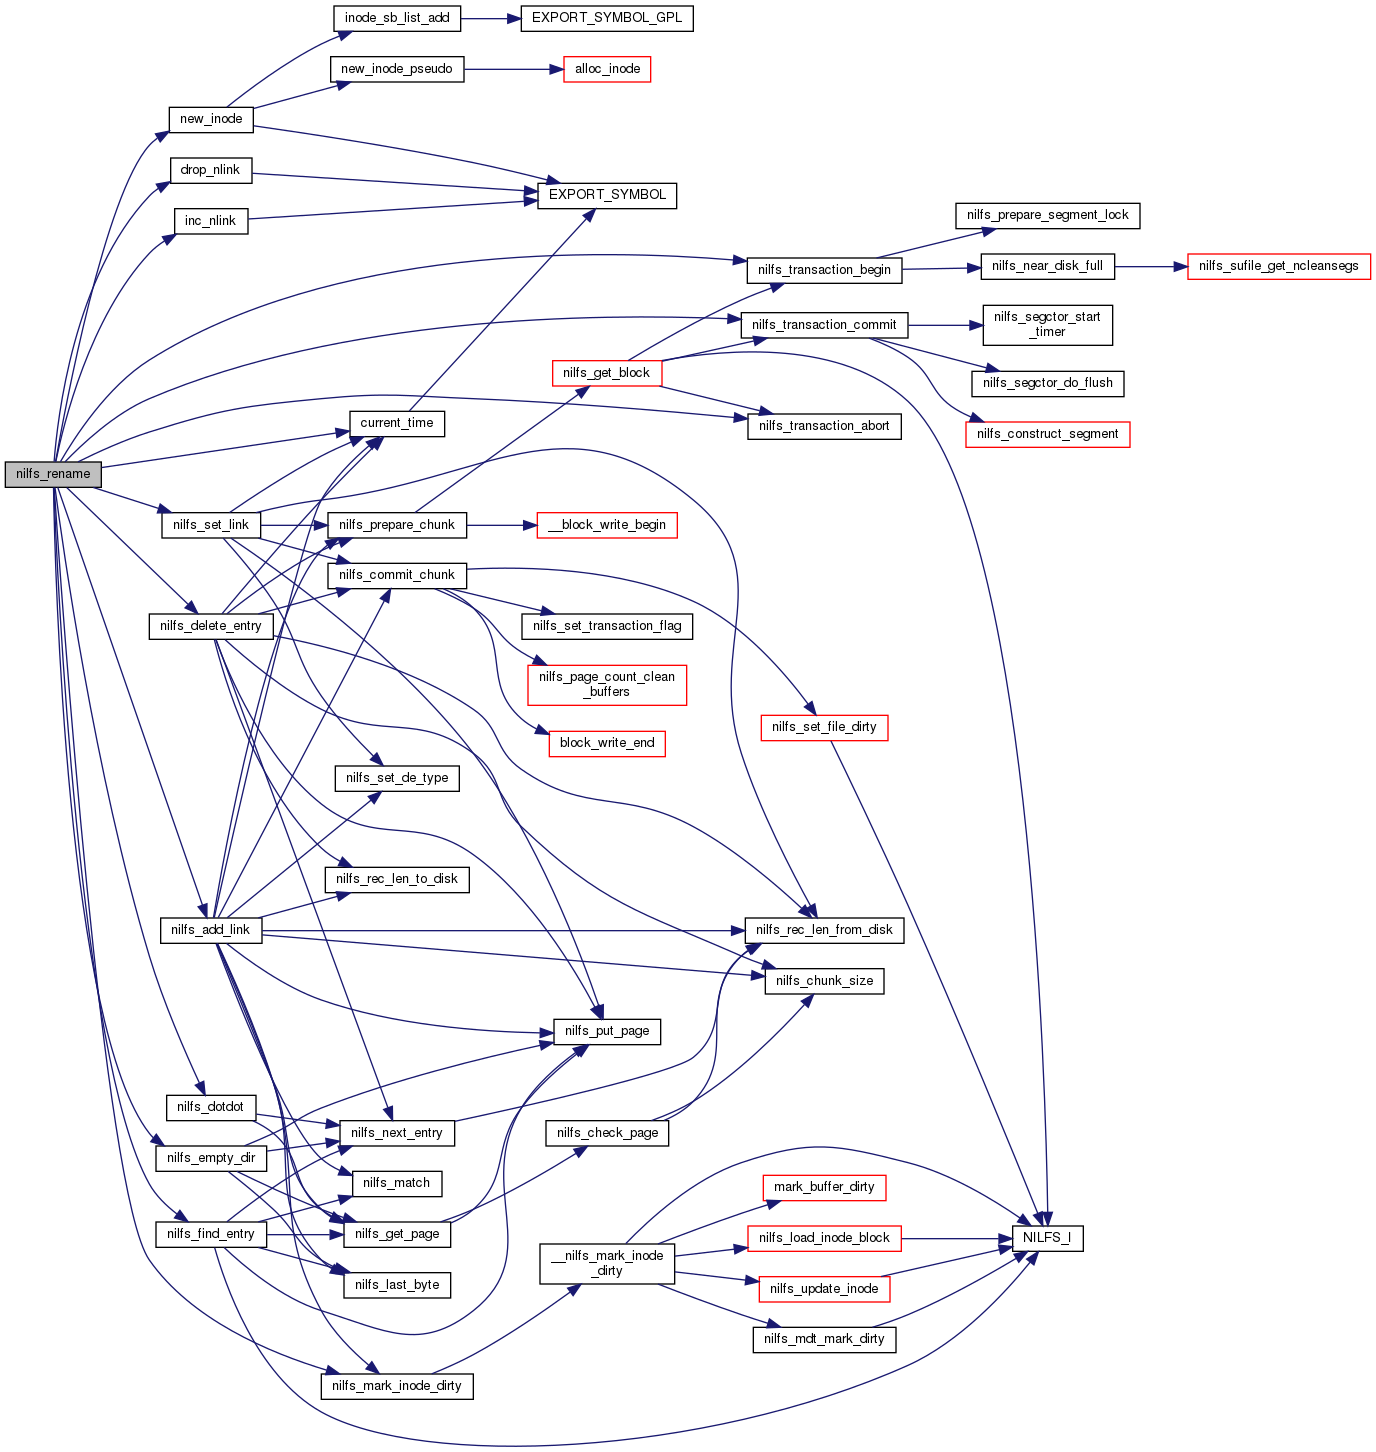 inode_sb_list_add
EXPORT_SYMBOL_GPL
new_inode_pseudo
alloc_inode
new_inode
drop_nlink
EXPORT_SYMBOL
inc_nlink
nilfs_prepare_segment_lock
nilfs_transaction_begin
nilfs_near_disk_full
nilfs_sufile_get_ncleansegs
nilfs_transaction_commit
nilfs_segctor_start
_timer
nilfs_get_block
nilfs_segctor_do_flush
current_time
nilfs_transaction_abort
nilfs_construct_segment
nilfs_rename
nilfs_set_link
nilfs_prepare_chunk
__block_write_begin
nilfs_commit_chunk
nilfs_delete_entry
nilfs_set_transaction_flag
nilfs_page_count_clean
_buffers
nilfs_set_file_dirty
block_write_end
nilfs_set_de_type
nilfs_rec_len_to_disk
nilfs_add_link
nilfs_rec_len_from_disk
nilfs_chunk_size
nilfs_put_page
nilfs_dotdot
nilfs_next_entry
nilfs_check_page
nilfs_empty_dir
nilfs_match
mark_buffer_dirty
nilfs_find_entry
nilfs_get_page
nilfs_load_inode_block
NILFS_I
__nilfs_mark_inode
_dirty
nilfs_last_byte
nilfs_update_inode
nilfs_mdt_mark_dirty
nilfs_mark_inode_dirty